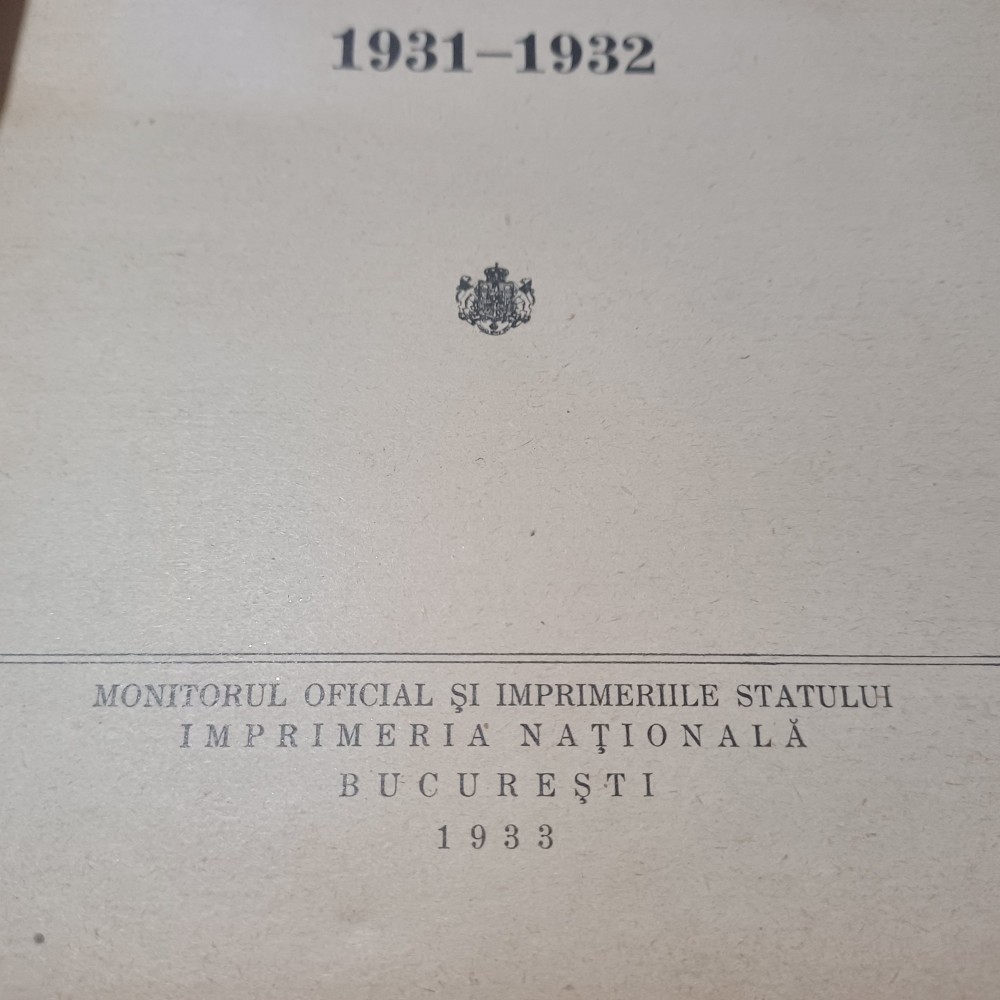 1931–1932
MONITORUL OFICIAL ŞI IMPRIMERIILE STATULUI
IMPRIMERIA NAŢIONALĂ
BUCUREŞTI
1933